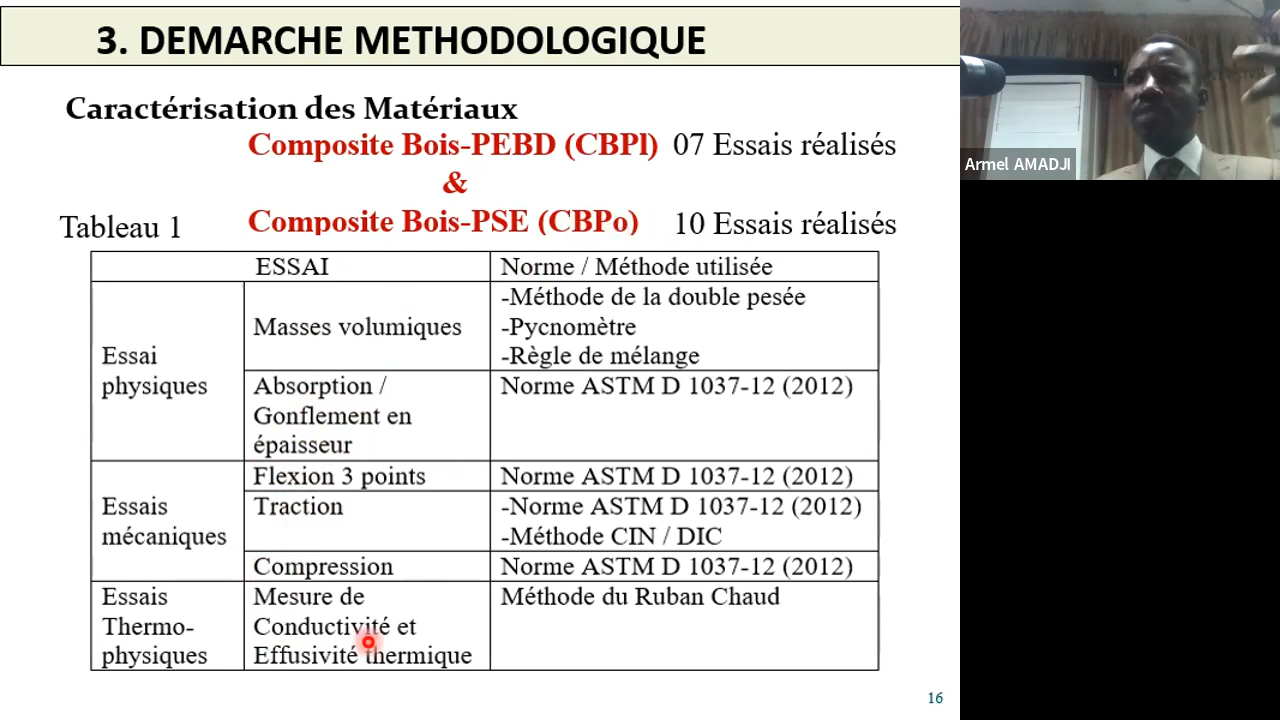 3. DEMARCHE METHODOLOGIQUE
Caractérisation des Matériaux
Composite Bois-PEBD (CBPl) 07 Essais réalisés
&
Composite Bois-PSE (CBPo) 10 Essais réalisés
Tableau 1
ESSAI
Norme / Méthode utilisée
Essai
physiques
Masses volumiques
-Méthode de la double pesée
-Pycnomètre
-Règle de mélange
Absorption /
Gonflement en
épaisseur
Norme ASTM D 1037-12 (2012)
Essais
mécaniques
Flexion 3 points
Norme ASTM D 1037-12 (2012)
Traction
-Norme ASTM D 1037-12 (2012)
-Méthode CIN / DIC
Compression
Norme ASTM D 1037-12 (2012)
Essais
Thermo-
physiques
Mesure de
Conductivité et
Effusivité thermique
Méthode du Ruban Chaud
16
Armel AMADJI